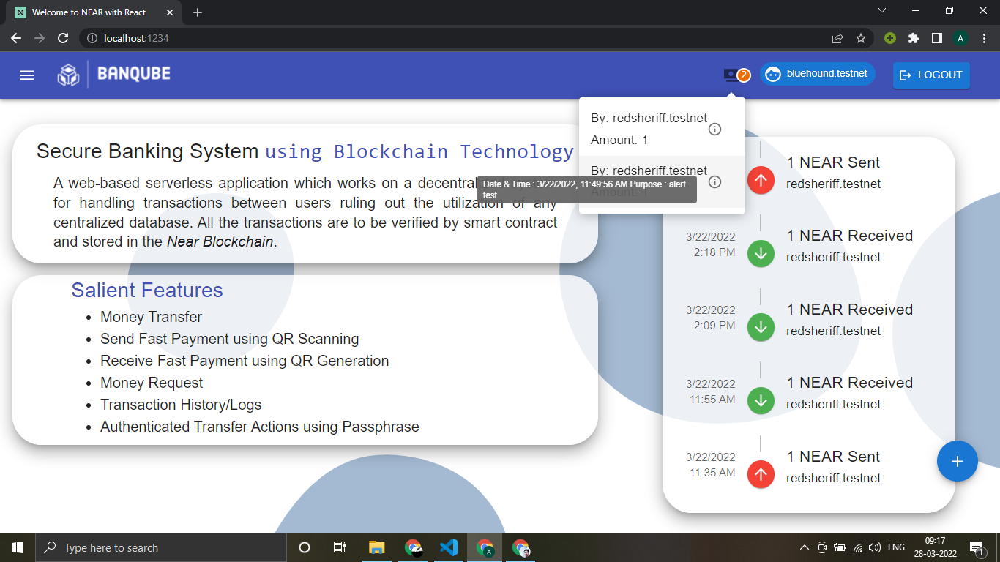 Welcome to NEAR with React
localhost:1234
A
BANQUBE
2
bluehound.testnet
LOGOUT
By: redsheriff.testnet
Amount: 1
By: redsheriff.testnet
Amount: 1
Date & Time : 3/22/2022, 11:49:56 AM Purpose : alert
test
Secure Banking System using Blockchain Technology
A web-based serverless application which works on a decentral
for handling transactions between users ruling out the utilization of any
centralized database. All the transactions are to be verified by smart contract
and stored in the Near Blockchain.
Salient Features
• Money Transfer
• Send Fast Payment using QR Scanning
• Receive Fast Payment using QR Generation
• Money Request
• Transaction History/Logs
• Authenticated Transfer Actions using Passphrase
1 NEAR Sent
redsheriff.testnet
3/22/2022
2:18 PM
1 NEAR Received
redsheriff.testnet
3/22/2022
2:09 PM
1 NEAR Received
redsheriff.testnet
3/22/2022
11:55 AM
1 NEAR Received
redsheriff.testnet
3/22/2022
11:35 AM
1 NEAR Sent
redsheriff.testnet
+
Type here to search
A
ENG
09:17
28-03-2022
1